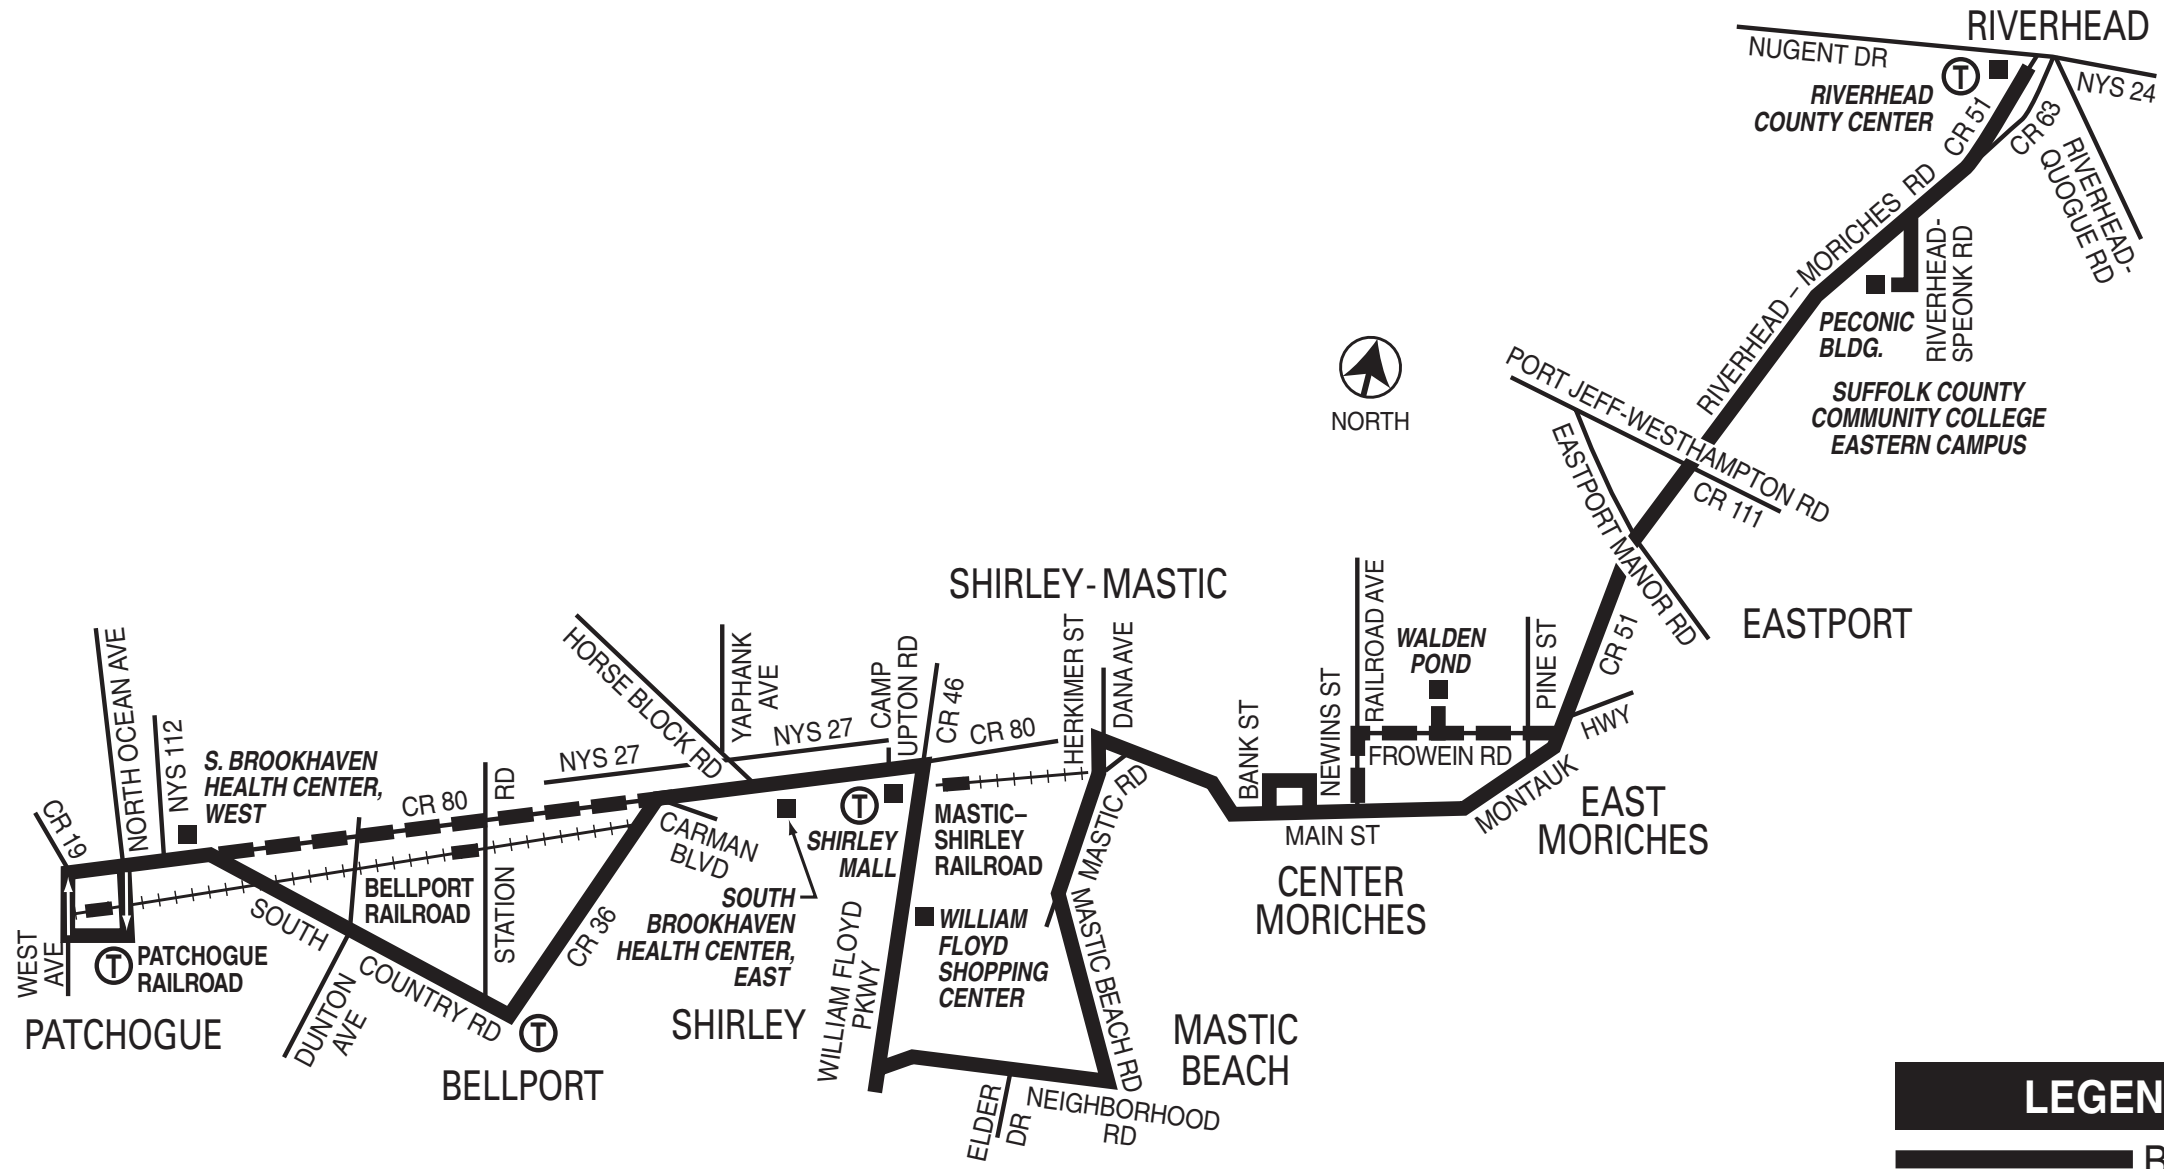 RIVERHEAD
NUGENT DR
T
NYS 24
RIVERHEAD
COUNTY CENTER
CR 51
CR 63
RIVERHEAD-
QUOGUE RD
RIVERHEAD – MORICHES RD
RIVERHEAD-
SPEONK RD
PECONIC
BLDG.
SUFFOLK COUNTY
COMMUNITY COLLEGE
EASTERN CAMPUS
NORTH
PORT JEFF-WESTHAMPTON RD
CR 111
EASTPORT MANOR RD
EASTPORT
CR 51
SHIRLEY-MASTIC
HERKIMER ST
DANA AVE
RAILROAD AVE
WALDEN
POND
PINE ST
HWY
MONTAUK
FROWEIN RD
BANK ST
NEWINS ST
MAIN ST
EAST
MORICHES
CENTER
MORICHES
NORTH OCEAN AVE
NYS 112
CR 19
S. BROOKHAVEN
HEALTH CENTER,
WEST
CR 80
STATION RD
NYS 27
HORSE BLOCK RD
YAPHANK
AVE
NYS 27
CAMP
UPTON RD
CR 46
CR 80
CARMAN
BLVD
T
SHIRLEY
MALL
MASTIC–
SHIRLEY
RAILROAD
MASTIC RD
BELLPORT
RAILROAD
SOUTH COUNTRY RD
CR 36
SOUTH
BROOKHAVEN
HEALTH CENTER,
EAST
WILLIAM
FLOYD
SHOPPING
CENTER
WILLIAM FLOYD
PKWY
MASTIC BEACH RD
WEST
AVE
T
PATCHOGUE
RAILROAD
PATCHOGUE
DUNTON
AVE
T
BELLPORT
SHIRLEY
MASTIC
BEACH
ELDER
DR
NEIGHBORHOOD
RD
LEGEN